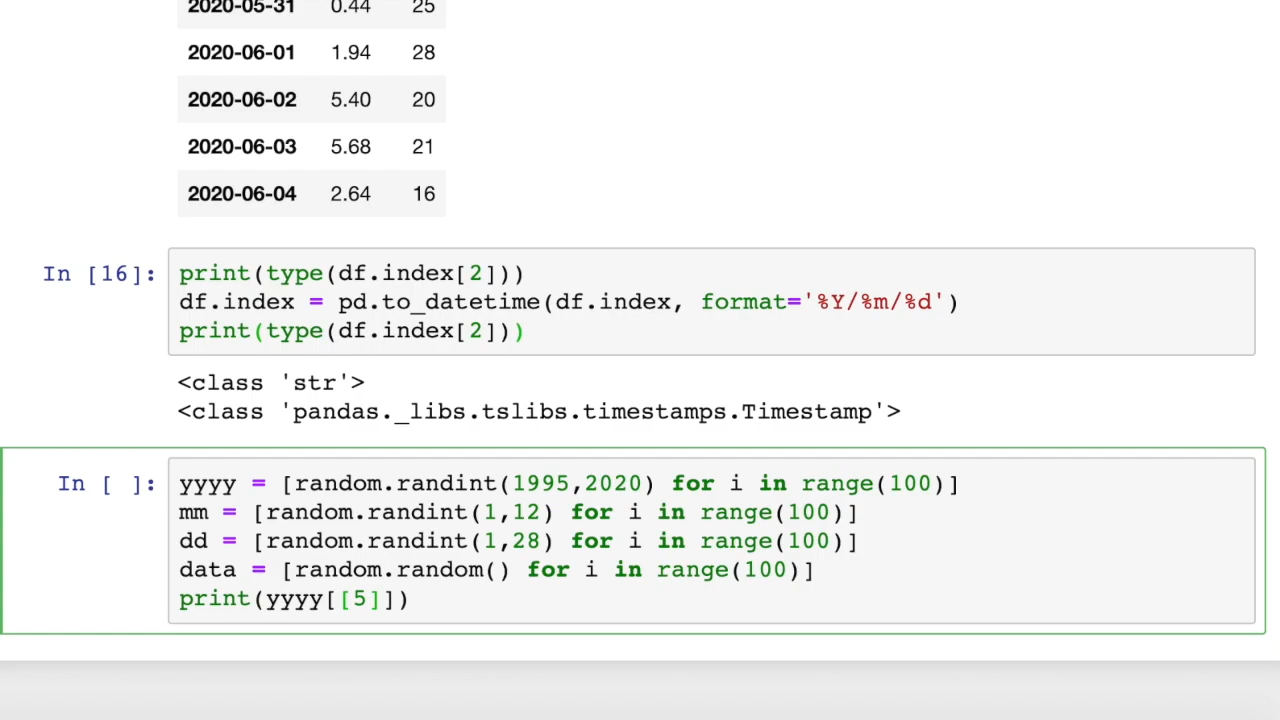 2020-05-31 0.44 25
2020-06-01 1.94 28
2020-06-02 5.40 20
2020-06-03 5.68 21
2020-06-04 2.64 16
In [16]: print(type(df.index[2]))
df.index = pd.to_datetime(df.index, format='%Y/%m/%d')
print(type(df.index[2]))
<class 'str'>
<class 'pandas._libs.tslibs.timestamps.Timestamp'>
In [ ]: yyyy = [random.randint(1995,2020) for i in range(100)]
mm = [random.randint(1,12) for i in range(100)]
dd = [random.randint(1,28) for i in range(100)]
data = [random.random() for i in range(100)]
print(yyyy[[5]])